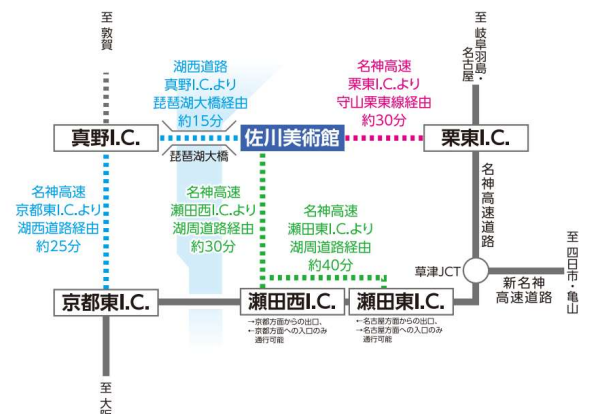 至 敦賀
至 岐阜羽島・
名古屋
湖西道路
真野I.C.より
琵琶湖大橋経由
約15分
名神高速
栗東I.C.より
守山栗東線経由
約30分
真野I.C.
琵琶湖大橋
佐川美術館
栗東I.C.
名神高速
京都東I.C.より
湖西道路経由
約25分
名神高速
瀬田西I.C.より
湖周道路経由
約30分
名神高速
瀬田東I.C.より
湖周道路経由
約40分
名神高速道路
草津JCT
新名神
高速道路
至 四日市・亀山
京都東I.C.
瀬田西I.C.
→京都方面からの出口、
←京都方面への入口のみ
通行可能
瀬田東I.C.
←名古屋方面からの出口、
→名古屋方面への入口のみ
通行可能
至 大阪